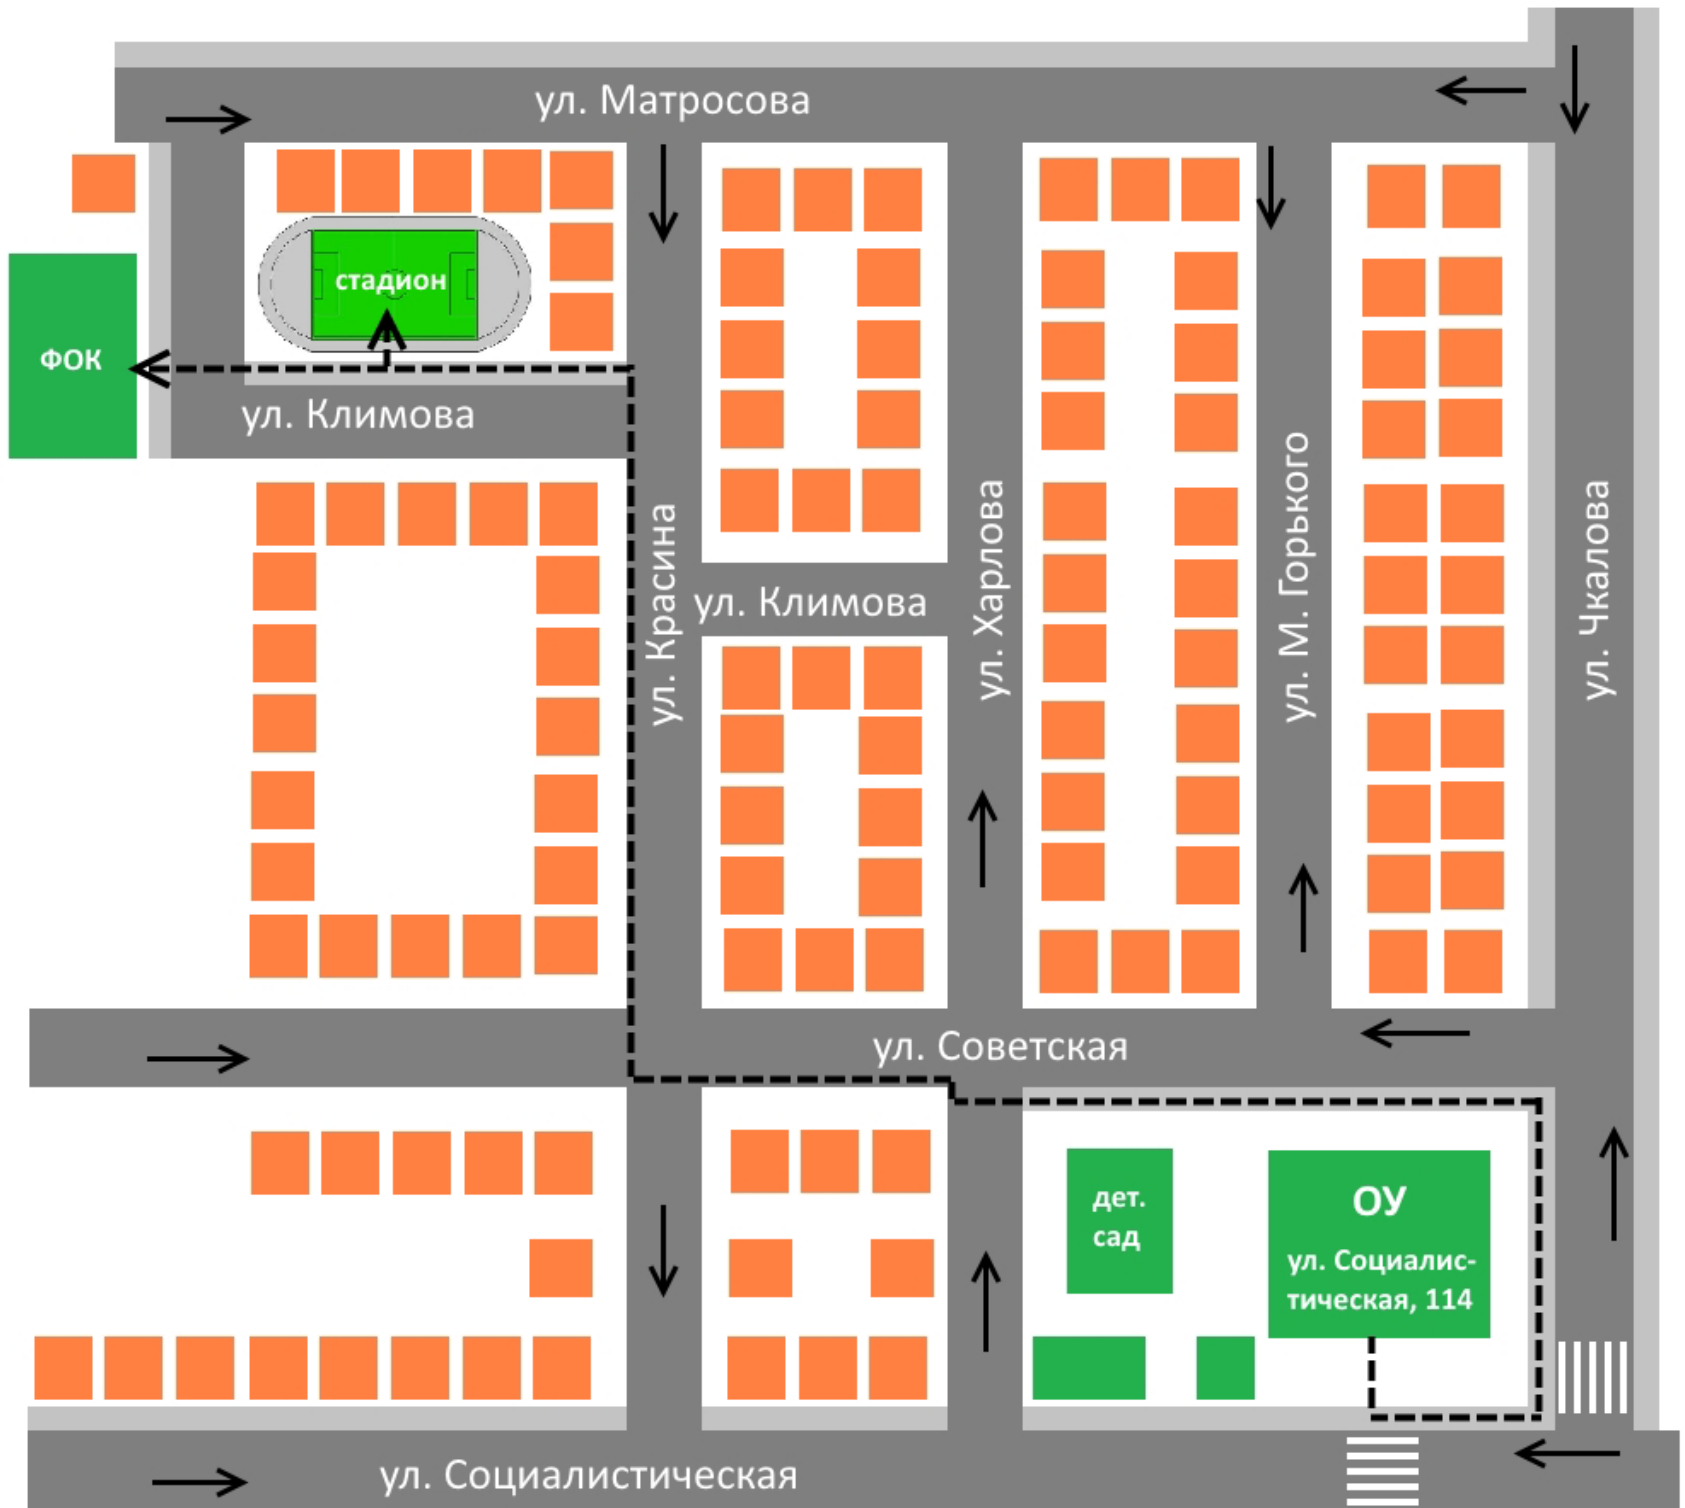 ул. Матросова
стадион
ФОК
ул. Климова
ул. Красина
ул. Климова
ул. Харлова
ул. М. Горького
ул. Чкалова
ул. Советская
дет.
сад
ОУ
ул. Социалис-
тическая, 114
ул. Социалистическая